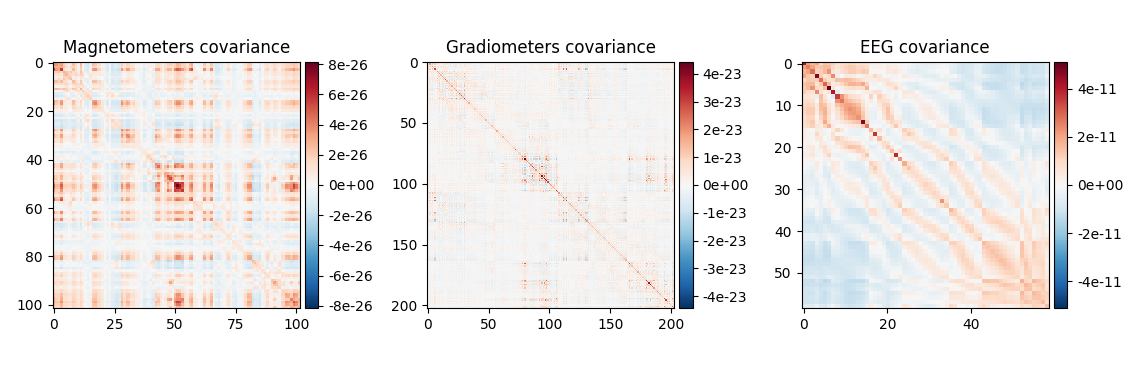 Magnetometers covariance
0
20
40
60
80
100
0
25
50
75
100
8e-26
6e-26
4e-26
2e-26
0e+00
-2e-26
-4e-26
-6e-26
-8e-26
Gradiometers covariance
0
50
100
150
200
0
50
100
150
200
4e-23
3e-23
2e-23
1e-23
0e+00
-1e-23
-2e-23
-3e-23
-4e-23
EEG covariance
0
10
20
30
40
50
0
20
40
4e-11
2e-11
0e+00
-2e-11
-4e-11